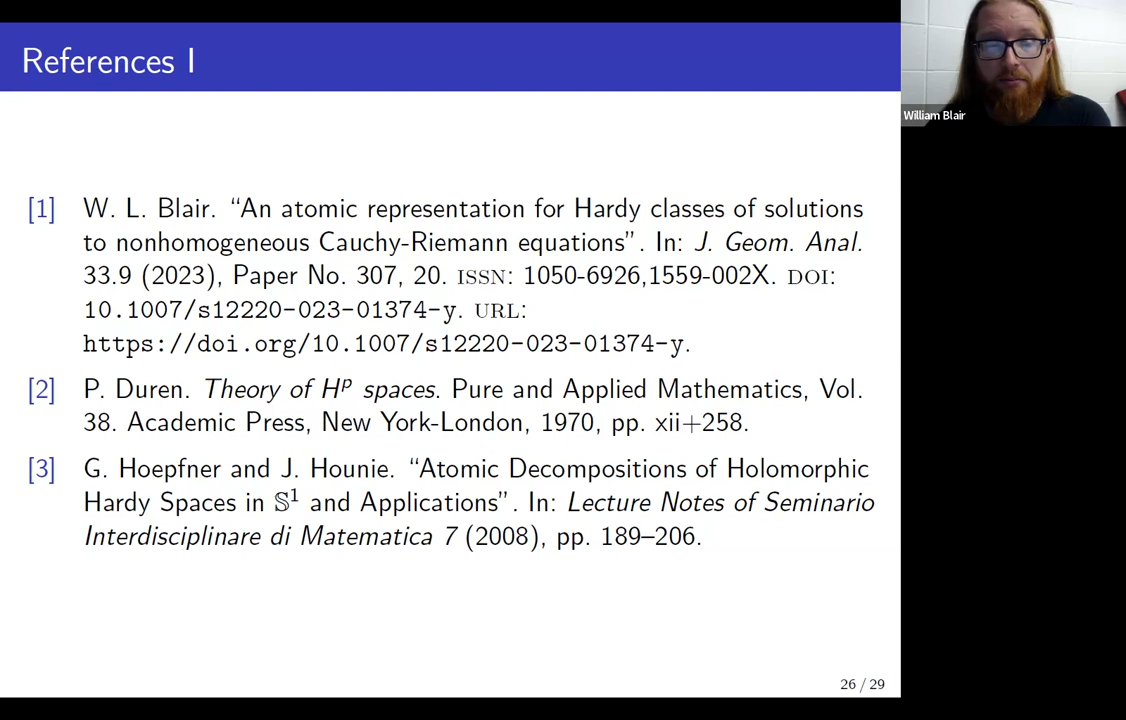 References I
William Blair
[1] W. L. Blair. “An atomic representation for Hardy classes of solutions
to nonhomogeneous Cauchy-Riemann equations”. In: J. Geom. Anal.
33.9 (2023), Paper No. 307, 20. ISSN: 1050-6926,1559-002X. DOI:
10.1007/s12220-023-01374-y. URL:
https://doi.org/10.1007/s12220-023-01374-y.
[2] P. Duren. Theory of Hᵖ spaces. Pure and Applied Mathematics, Vol.
38. Academic Press, New York-London, 1970, pp. xii+258.
[3] G. Hoepfner and J. Hounie. “Atomic Decompositions of Holomorphic
Hardy Spaces in 𝕊¹ and Applications”. In: Lecture Notes of Seminario
Interdisciplinare di Matematica 7 (2008), pp. 189–206.
26 / 29